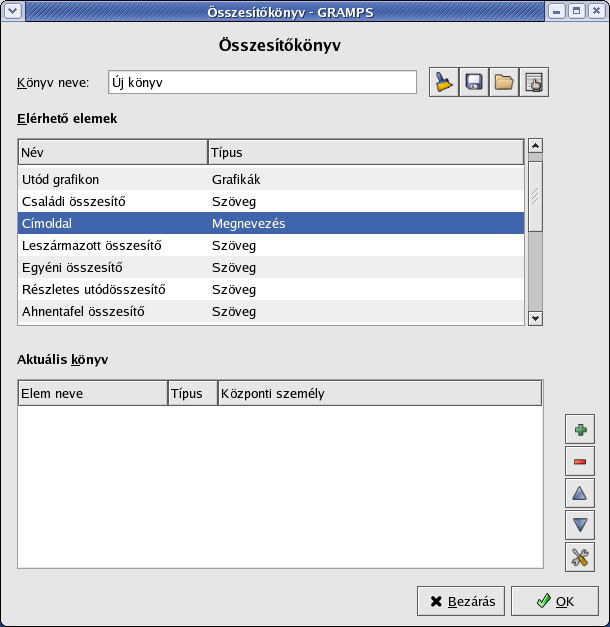 Összesítőkönyv - GRAMPS
Összesítőkönyv
Könyv neve: Új könyv
Elérhető elemek
Név Típus
Utód grafikon Grafikák
Családi összesítő Szöveg
Címoldal Megnevezés
Leszármazott összesítő Szöveg
Egyéni összesítő Szöveg
Részletes utódösszesítő Szöveg
Ahnentafel összesítő Szöveg
Aktuális könyv
Elem neve Típus Központi személy
Bezárás OK